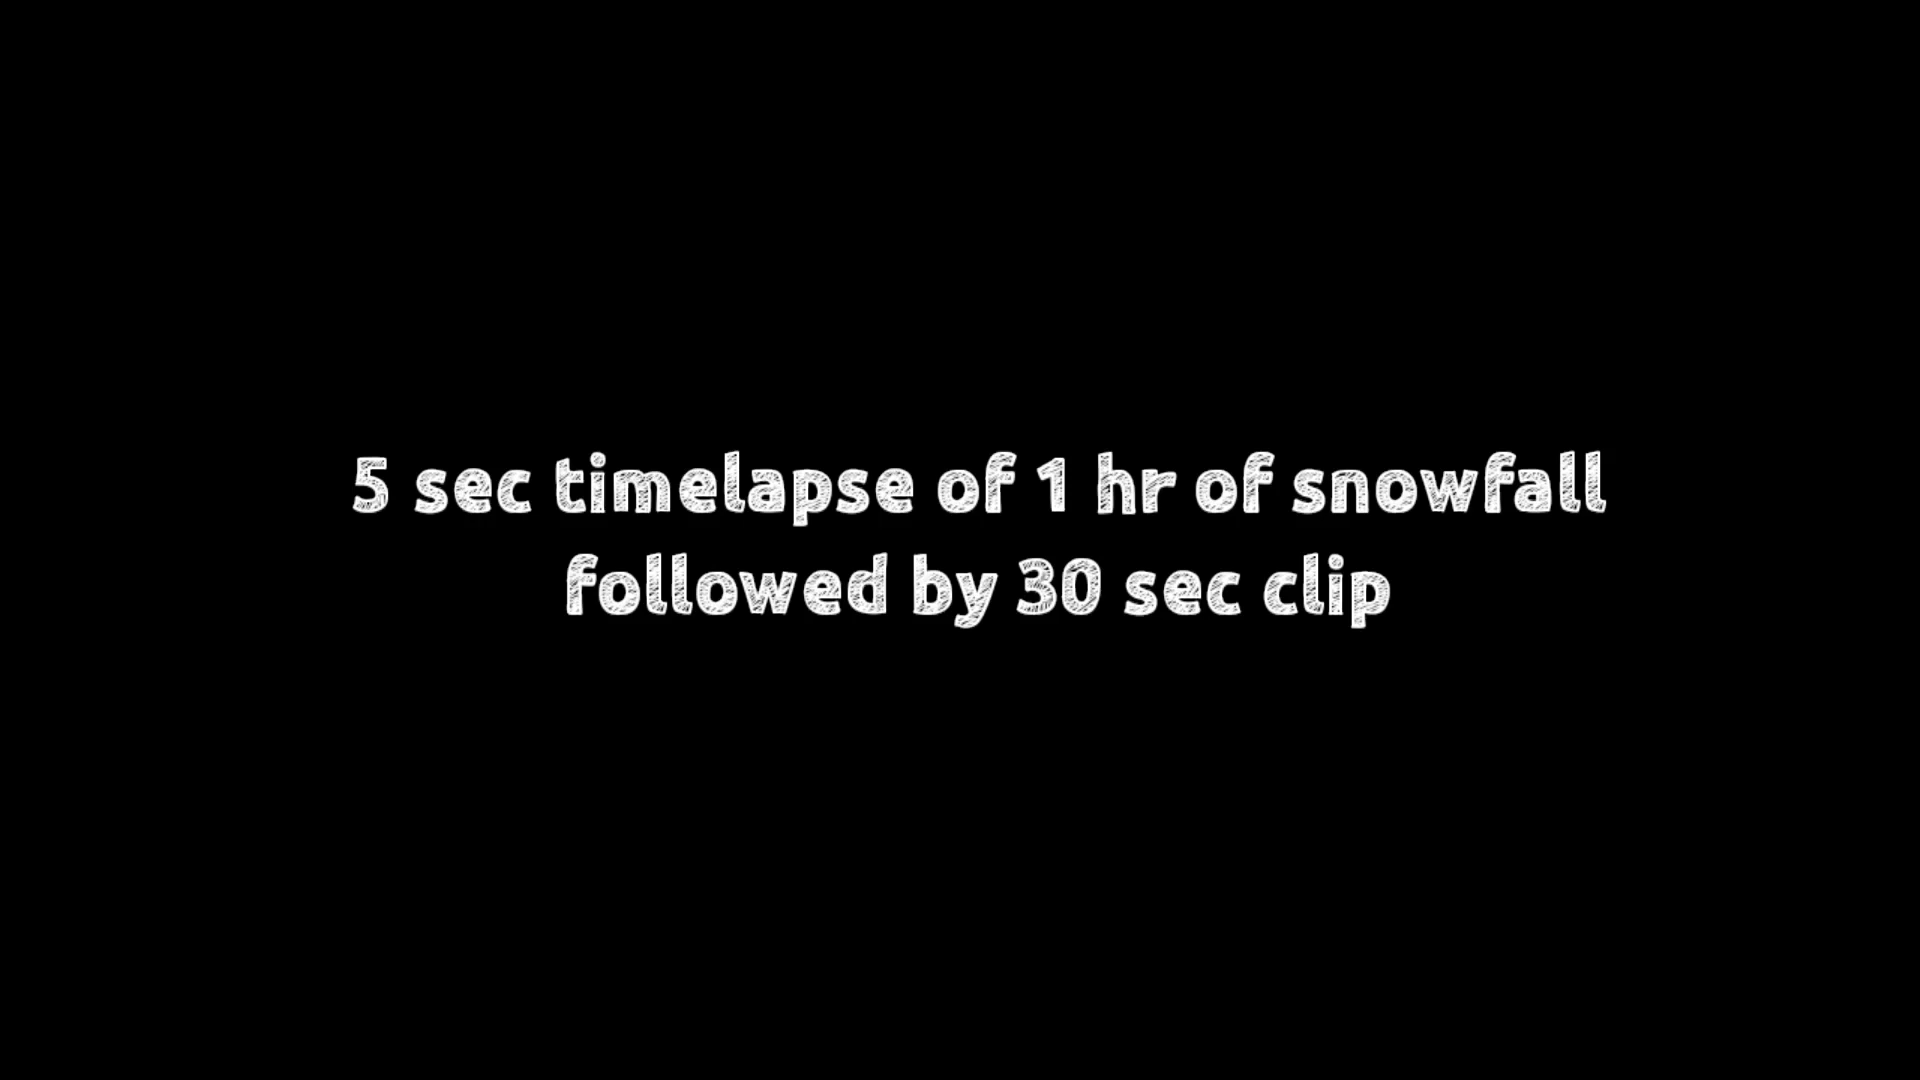 5 sec timelapse of 1 hr of snowfall
followed by 30 sec clip